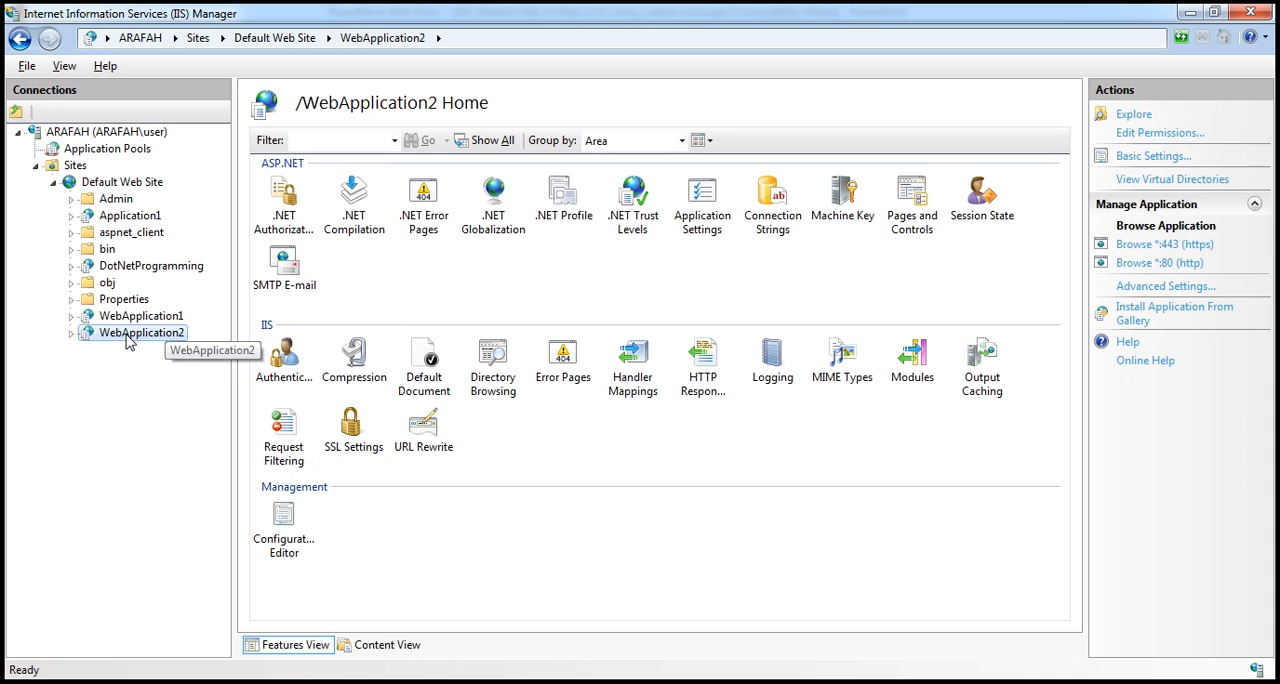 Internet Information Services (IIS) Manager
ARAFAH
Sites
Default Web Site
WebApplication2
File View Help
Connections
ARAFAH (ARAFAH\user)
Application Pools
Sites
Default Web Site
Admin
Application1
aspnet_client
bin
DotNetProgramming
obj
Properties
WebApplication1
WebApplication2
WebApplication2
/WebApplication2 Home
Filter: Go Show All Group by: Area
ASP.NET
.NET Authorizat...
.NET Compilation
.NET Error Pages
.NET Globalization
.NET Profile
.NET Trust Levels
Application Settings
Connection Strings
Machine Key
Pages and Controls
Session State
SMTP E-mail
IIS
Authentic...
Compression
Default Document
Directory Browsing
Error Pages
Handler Mappings
HTTP Respon...
Logging
MIME Types
Modules
Output Caching
Request Filtering
SSL Settings
URL Rewrite
Management
Configurat... Editor
Features View
Content View
Actions
Explore
Edit Permissions...
Basic Settings...
View Virtual Directories
Manage Application
Browse Application
Browse *:443 (https)
Browse *:80 (http)
Advanced Settings...
Install Application From
Gallery
Help
Online Help
Ready